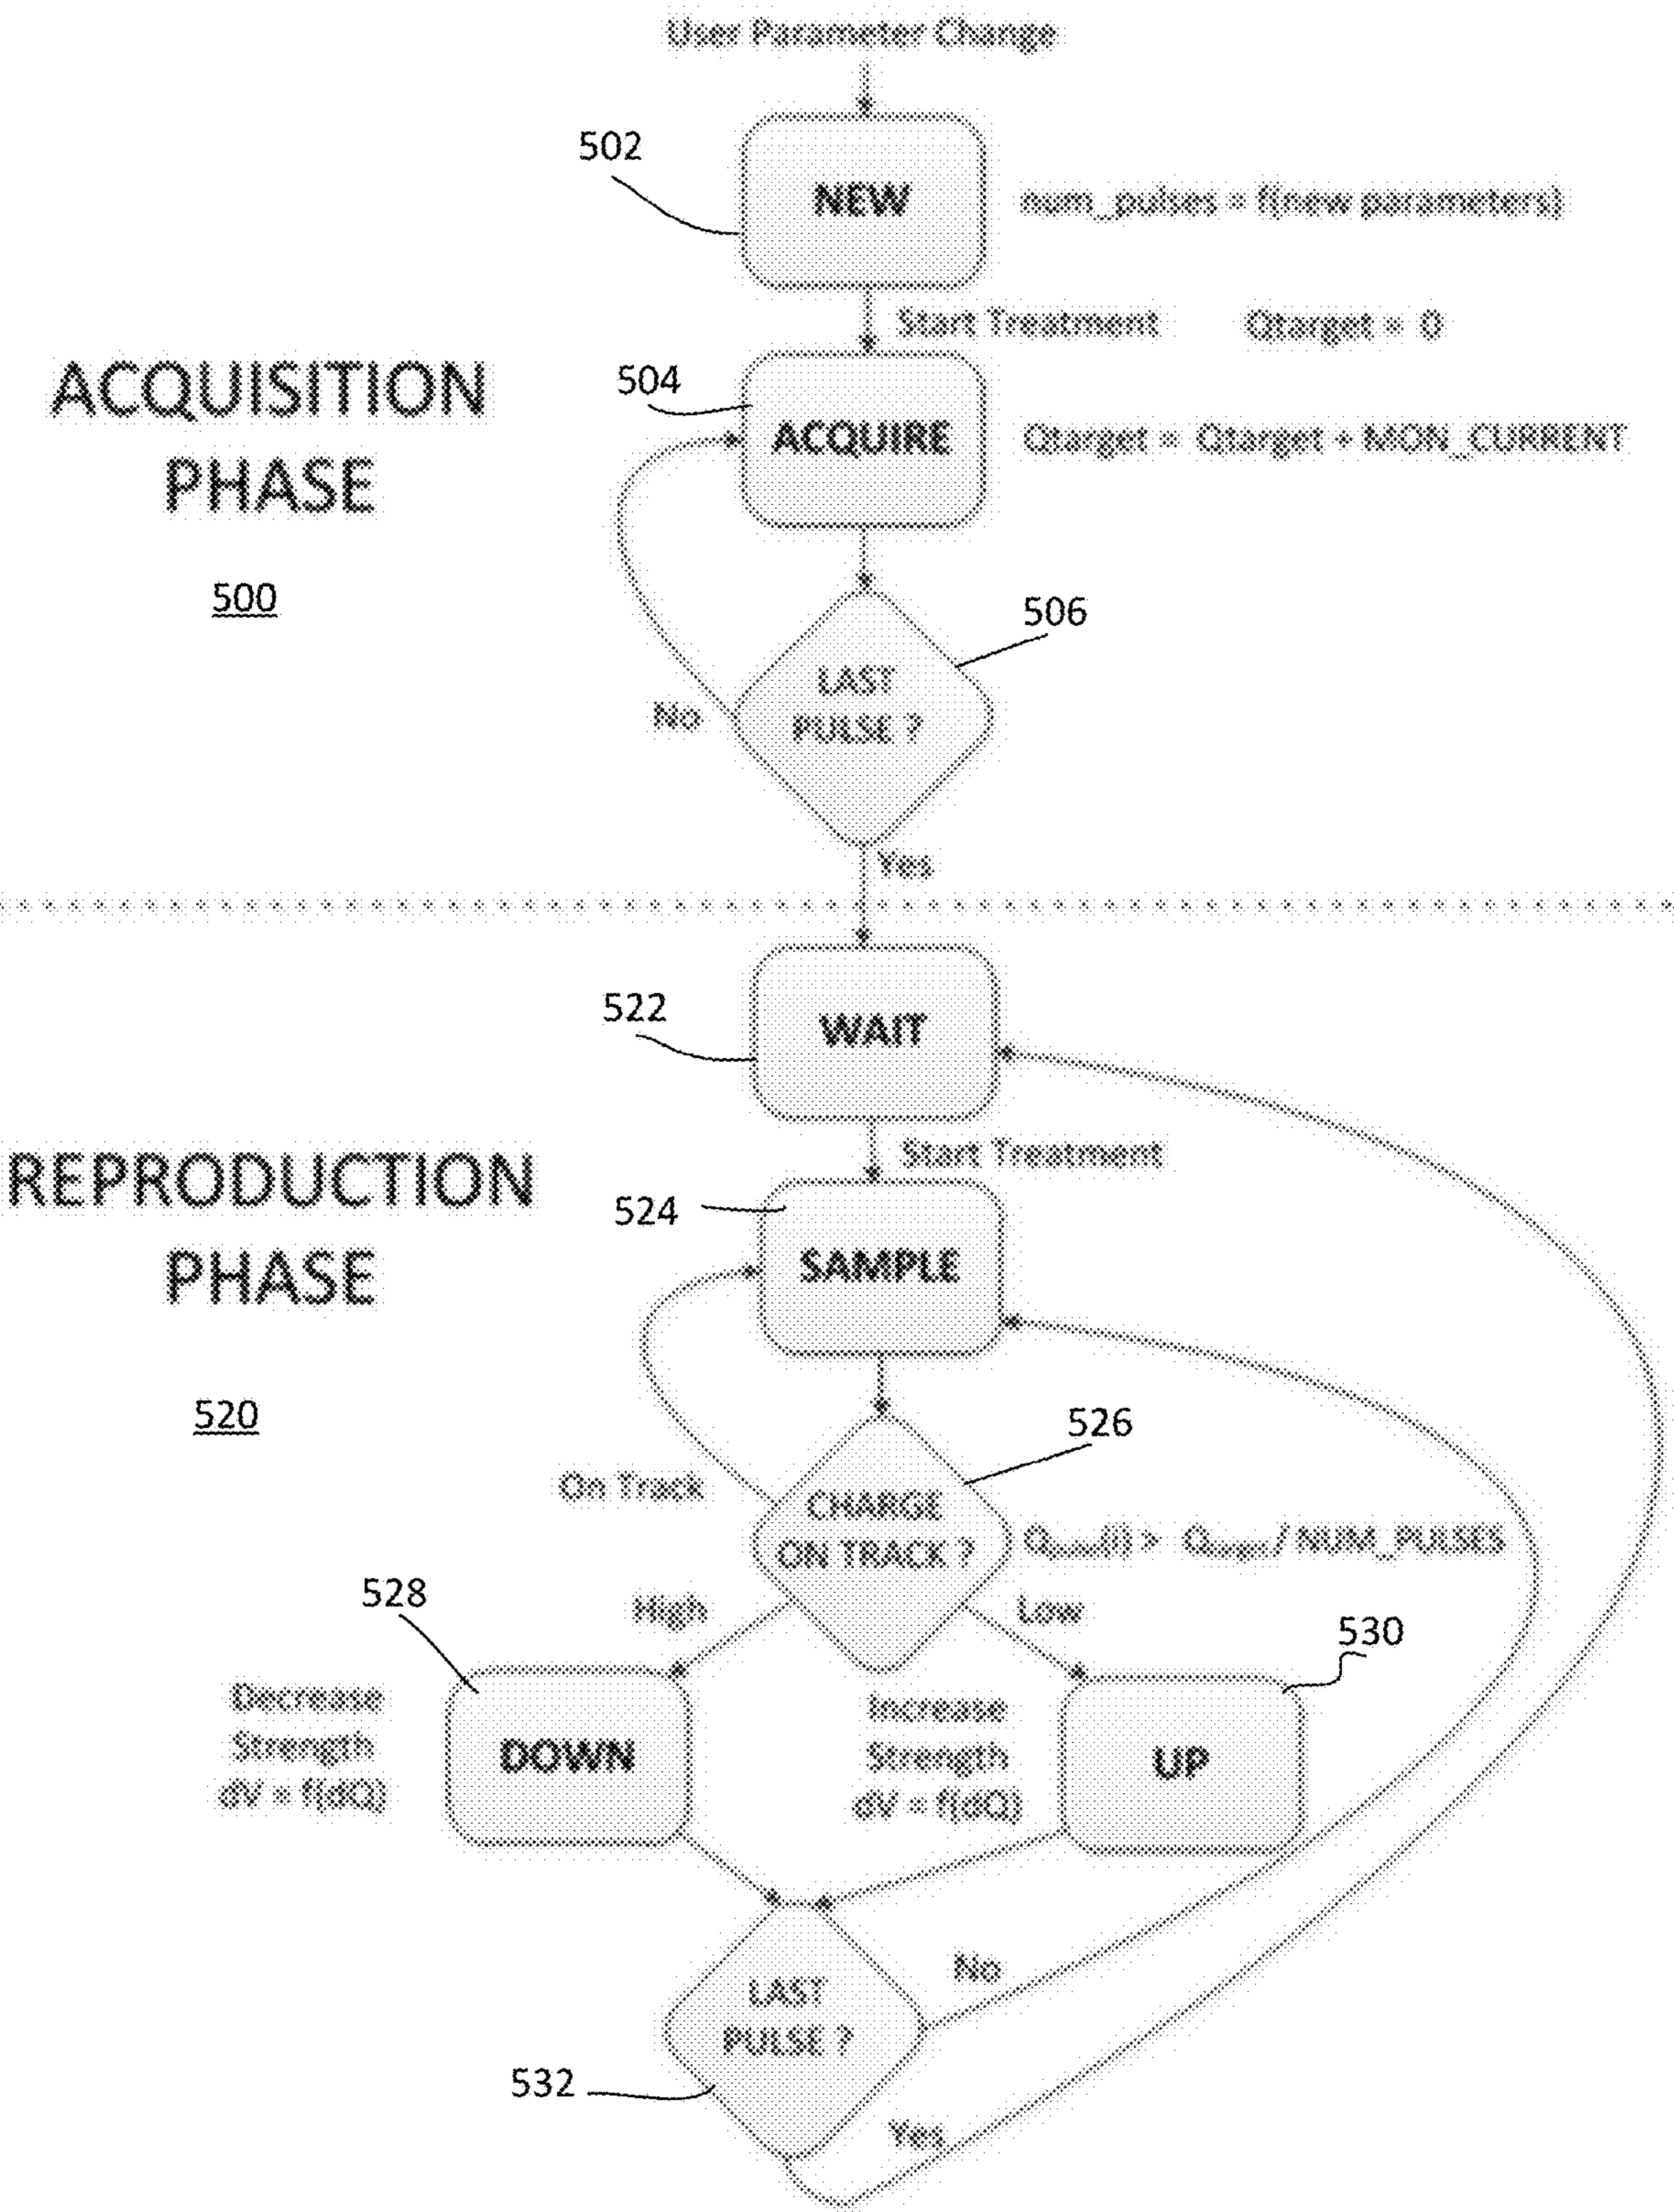 User Parameter Change
502
NEW
num_pulses = f(new parameters)
Start Treatment Qtarget = 0
ACQUISITION
PHASE
500
504
ACQUIRE
Qtarget = Qtarget + MON_CURRENT
506
LAST
PULSE ?
No
Yes
522
WAIT
Start Treatment
REPRODUCTION
PHASE
520
524
SAMPLE
526
On Track
CHARGE
ON TRACK ?
/ NUM_PULSES
High
Low
528
530
Decrease
Strength
dV = f(dQ)
DOWN
Increase
Strength
dV = f(dQ)
UP
LAST
PULSE ?
No
532
Yes